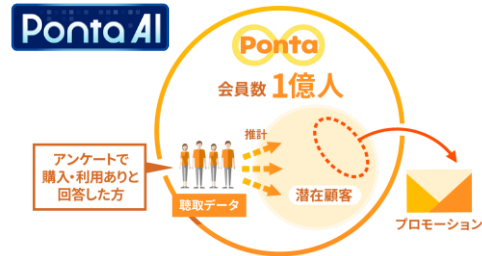 Ponta AI
Ponta
会員数 1億人
推計
アンケートで
購入・利用ありと
回答した方
聴取データ
潜在顧客
プロモーション